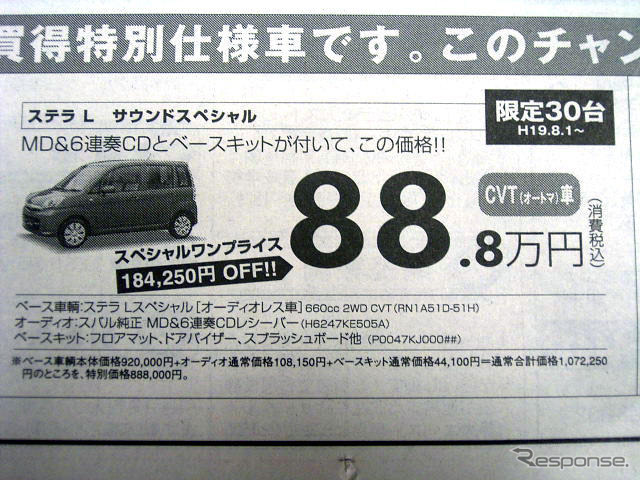 買得特別仕様車です。このチャン
ステラ L サウンドスペシャル
限定30台
H19.8.1~
MD&6連奏CDとベースキットが付いて、この価格!!
CVT(オートマ)車
88.8万円
(消費税込)
スペシャルワンプライス
184,250円 OFF!!
ベース車輌:ステラ Lスペシャル[オーディオレス車]660cc 2WD CVT(RN1A51D-51H)
オーディオ:スバル純正 MD&6連奏CDレシーバー(H6247KE505A)
ベースキット:フロアマット、ドアバイザー、スプラッシュボード他 (P0047KJ000##)
※ベース車輌本体価格920,000円+オーディオ通常価格108,150円+ベースキット通常価格44,100円=通常合計価格1,072,250
円のところを、特別価格888,000円。
Response.